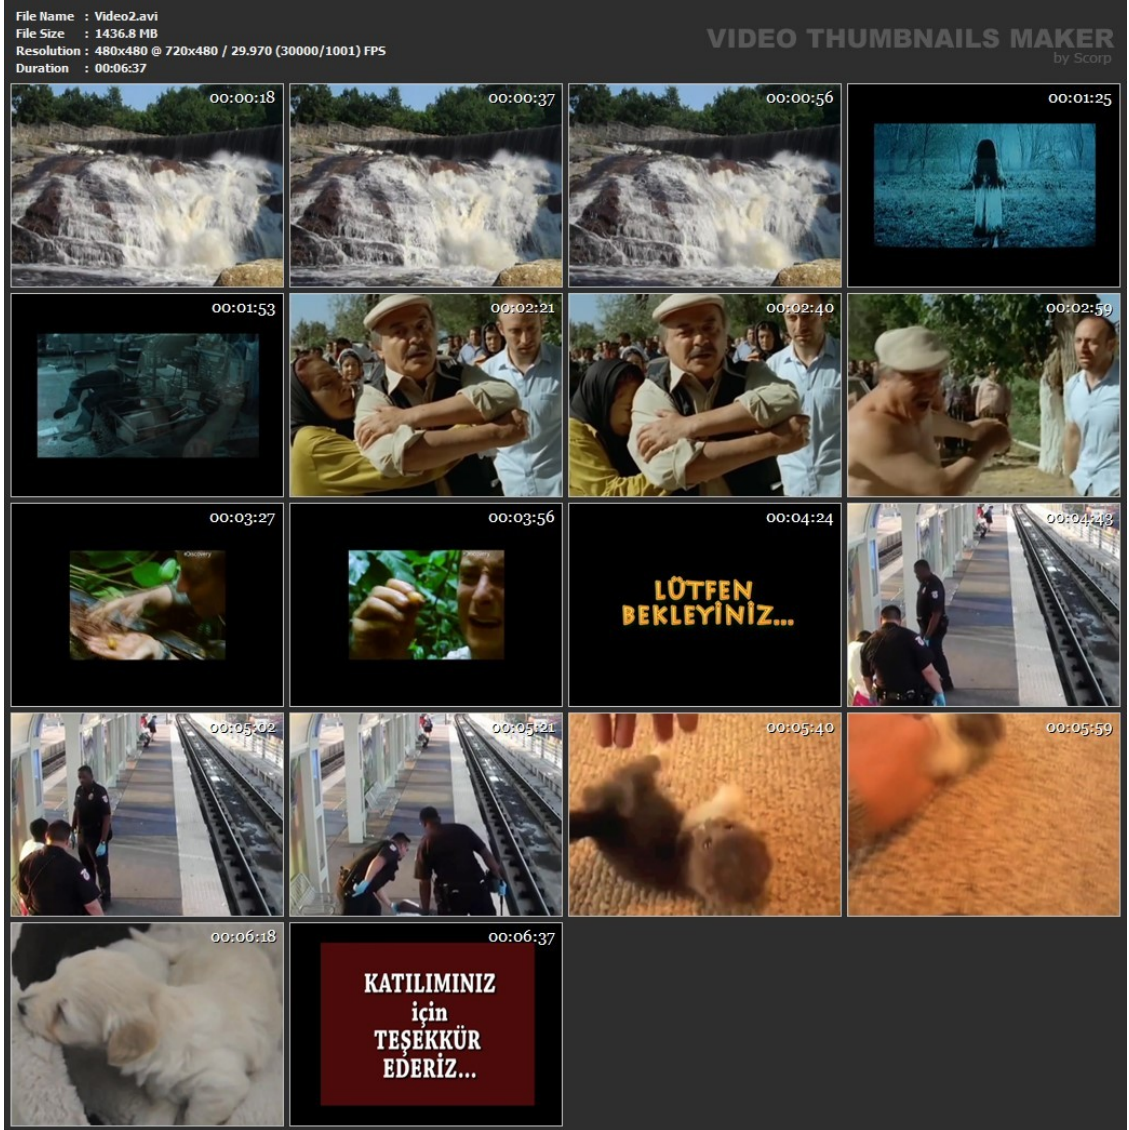 File Name : Video2.avi
File Size : 1436.8 MB
Resolution : 480x480 @ 720x480 / 29.970 (30000/1001) FPS
Duration : 00:06:37
VIDEO THUMBNAILS MAKER
by Scorp
00:00:18
00:00:37
00:00:56
00:01:25
00:01:53
00:02:21
00:02:40
00:02:59
00:03:27
Discovery
00:03:56
00:04:24
LÜTFEN
BEKLEYİNİZ...
00:04:43
00:05:02
00:05:21
00:05:40
00:05:59
00:06:18
00:06:37
KATILIMINIZ
için
TEŞEKKÜR
EDERİZ...